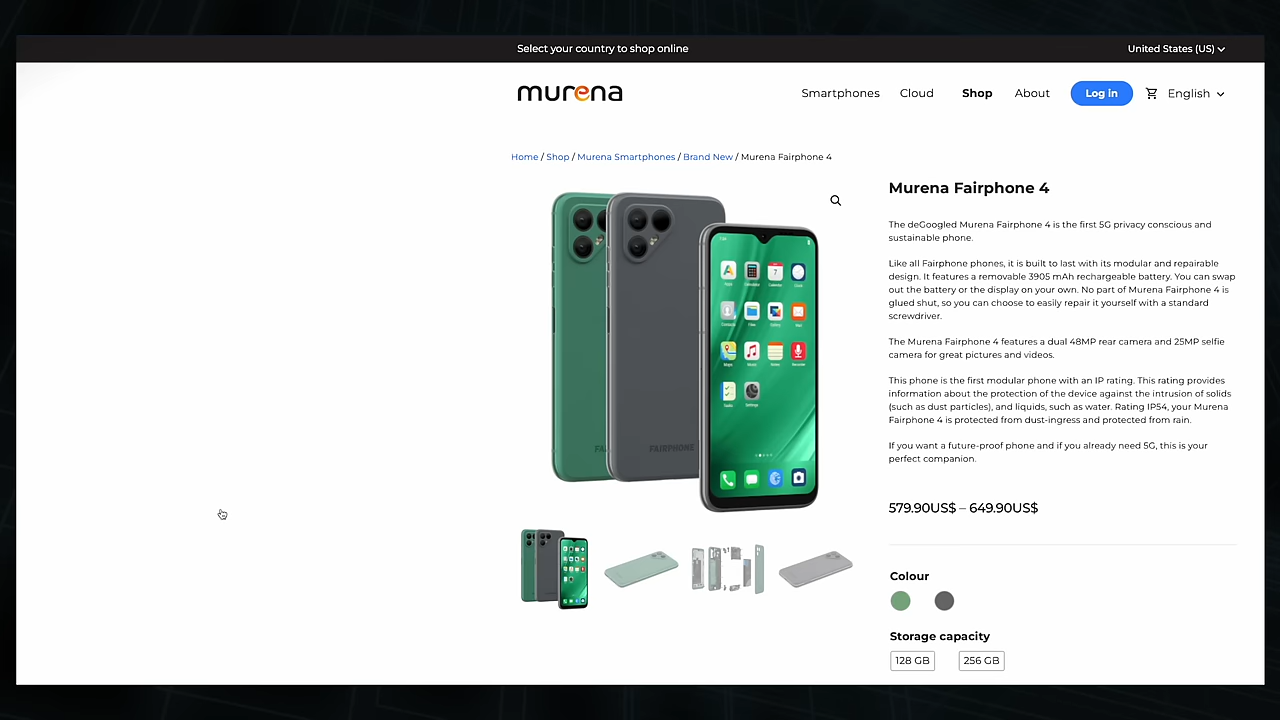 Select your country to shop online
United States (US)
murena
Smartphones
Cloud
Shop
About
Log in
English
Home / Shop / Murena Smartphones / Brand New / Murena Fairphone 4
Murena Fairphone 4
The deGoogled Murena Fairphone 4 is the first 5G privacy conscious and
sustainable phone.
Like all Fairphone phones, it is built to last with its modular and repairable
design. It features a removable 3905 mAh rechargeable battery. You can swap
out the battery or the display on your own. No part of Murena Fairphone 4 is
glued shut, so you can choose to easily repair it yourself with a standard
screwdriver.
The Murena Fairphone 4 features a dual 48MP rear camera and 25MP selfie
camera for great pictures and videos.
This phone is the first modular phone with an IP rating. This rating provides
information about the protection of the device against the intrusion of solids
(such as dust particles), and liquids, such as water. Rating IP54, your Murena
Fairphone 4 is protected from dust-ingress and protected from rain.
If you want a future-proof phone and if you already need 5G, this is your
perfect companion.
579.90US$ – 649.90US$
Colour
Storage capacity
128 GB
256 GB
FAIRPHONE
Calendar
Clock
Files
Mail
Maps
Music
Notes
Recorder
Tasks
Settings